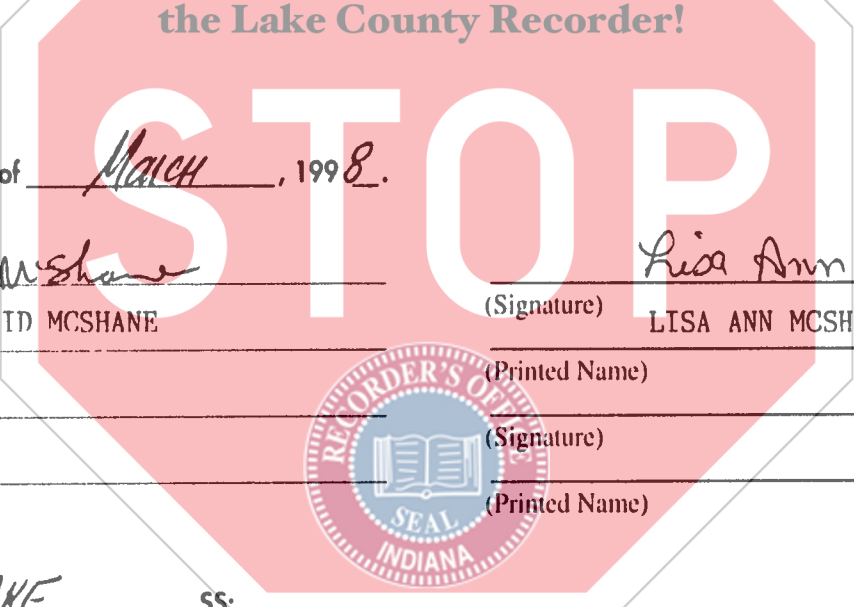 the Lake County Recorder!
STOP
of March, 1998.
McShane
Lisa Ann
(Signature)
ID MCSHANE
LISA ANN MCSH
(Printed Name)
RECORDER'S OFFICE
(Signature)
SEAL
(Printed Name)
INDIANA
SS: